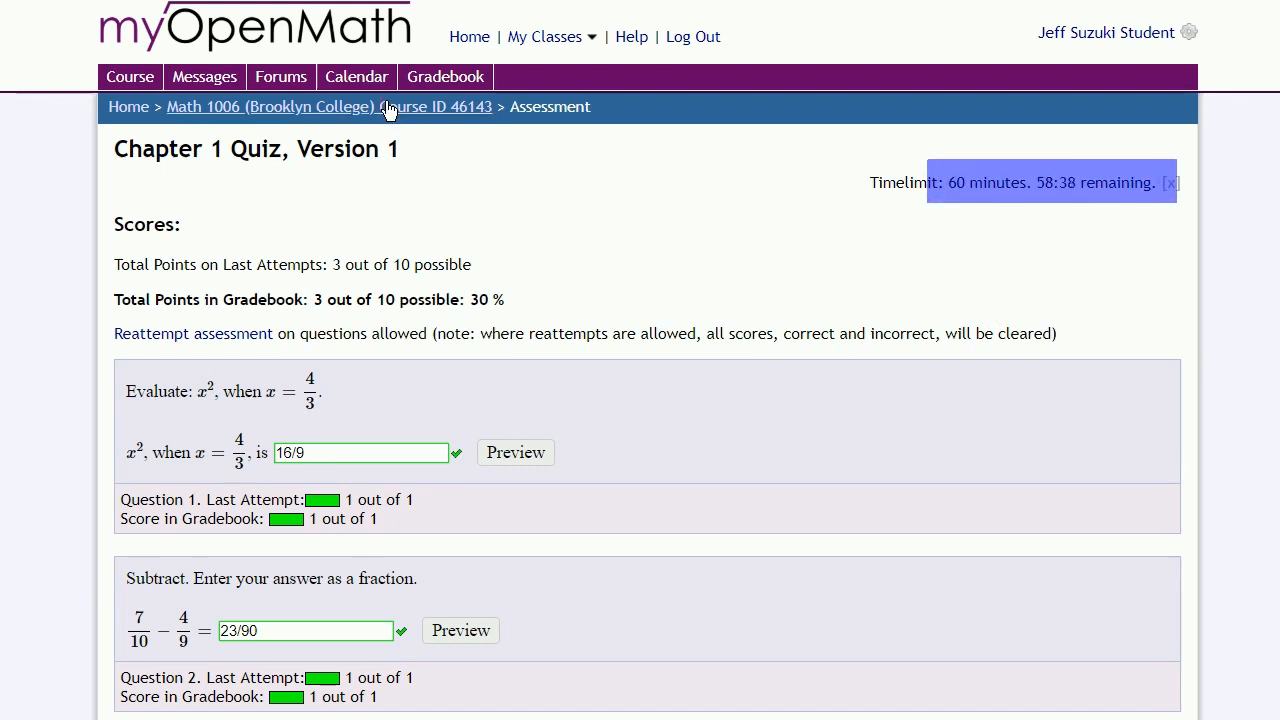 myOpenMath
Home | My Classes ▼ | Help | Log Out
Jeff Suzuki Student
Course Messages Forums Calendar Gradebook
Home > Math 1006 (Brooklyn College) Course ID 46143 > Assessment
Chapter 1 Quiz, Version 1
Timelimit: 60 minutes. 58:38 remaining. [x]
Scores:
Total Points on Last Attempts: 3 out of 10 possible
Total Points in Gradebook: 3 out of 10 possible: 30 %
Reattempt assessment on questions allowed (note: where reattempts are allowed, all scores, correct and incorrect, will be cleared)
Evaluate: x², when x = 4/3.
x², when x = 4/3, is 16/9 Preview
Question 1. Last Attempt: 1 out of 1
Score in Gradebook: 1 out of 1
Subtract. Enter your answer as a fraction.
7/10 − 4/9 = 23/90 Preview
Question 2. Last Attempt: 1 out of 1
Score in Gradebook: 1 out of 1